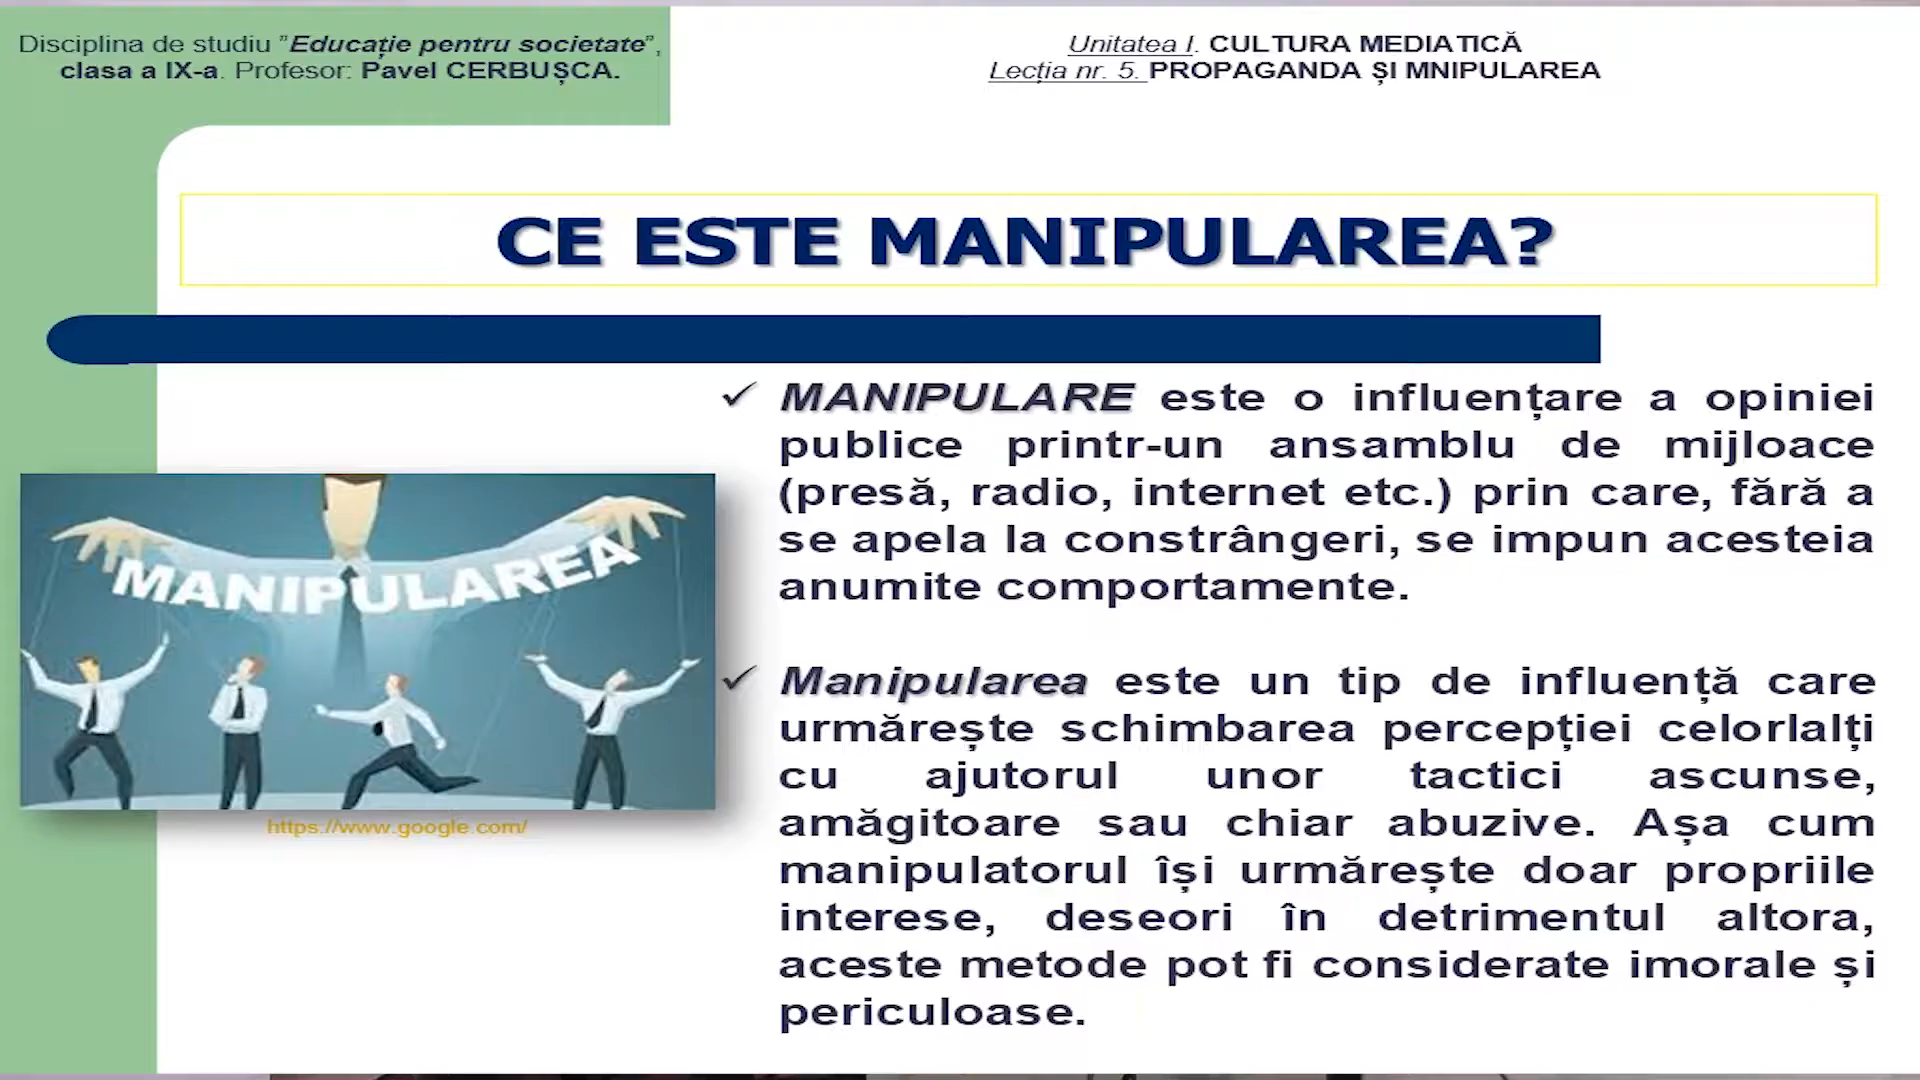 Disciplina de studiu ”Educație pentru societate”,
clasa a IX-a. Profesor: Pavel CERBUȘCA.
Unitatea I. CULTURA MEDIATICĂ
Lecția nr. 5. PROPAGANDA ȘI MNIPULAREA
CE ESTE MANIPULAREA?
✓ MANIPULARE este o influențare a opiniei
publice printr-un ansamblu de mijloace
(presă, radio, internet etc.) prin care, fără a
se apela la constrângeri, se impun acesteia
anumite comportamente.
MANIPULAREA
https://www.google.com/
✓ Manipularea este un tip de influență care
urmărește schimbarea percepției celorlalți
cu ajutorul unor tactici ascunse,
amăgitoare sau chiar abuzive. Așa cum
manipulatorul își urmărește doar propriile
interese, deseori în detrimentul altora,
aceste metode pot fi considerate imorale și
periculoase.